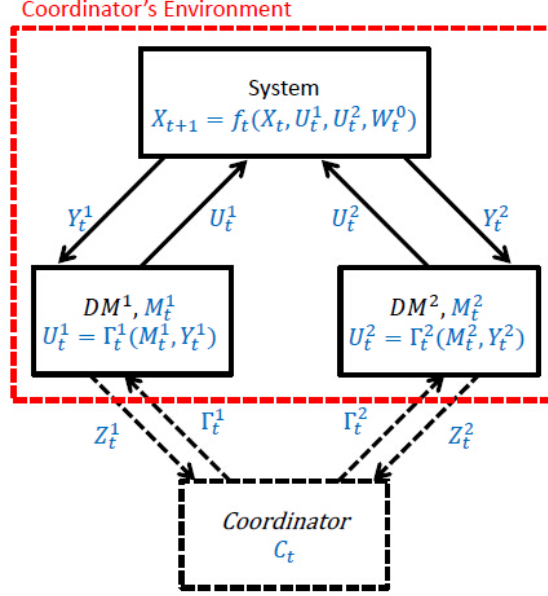 Coordinator's Environment
System
X_{t+1} = f_t(X_t, U_t^1, U_t^2, W_t^0)
Y_t^1
U_t^1
U_t^2
Y_t^2
DM^1, M_t^1
U_t^1 = Γ_t^1(M_t^1, Y_t^1)
DM^2, M_t^2
U_t^2 = Γ_t^2(M_t^2, Y_t^2)
Z_t^1
Γ_t^1
Γ_t^2
Z_t^2
Coordinator
C_t